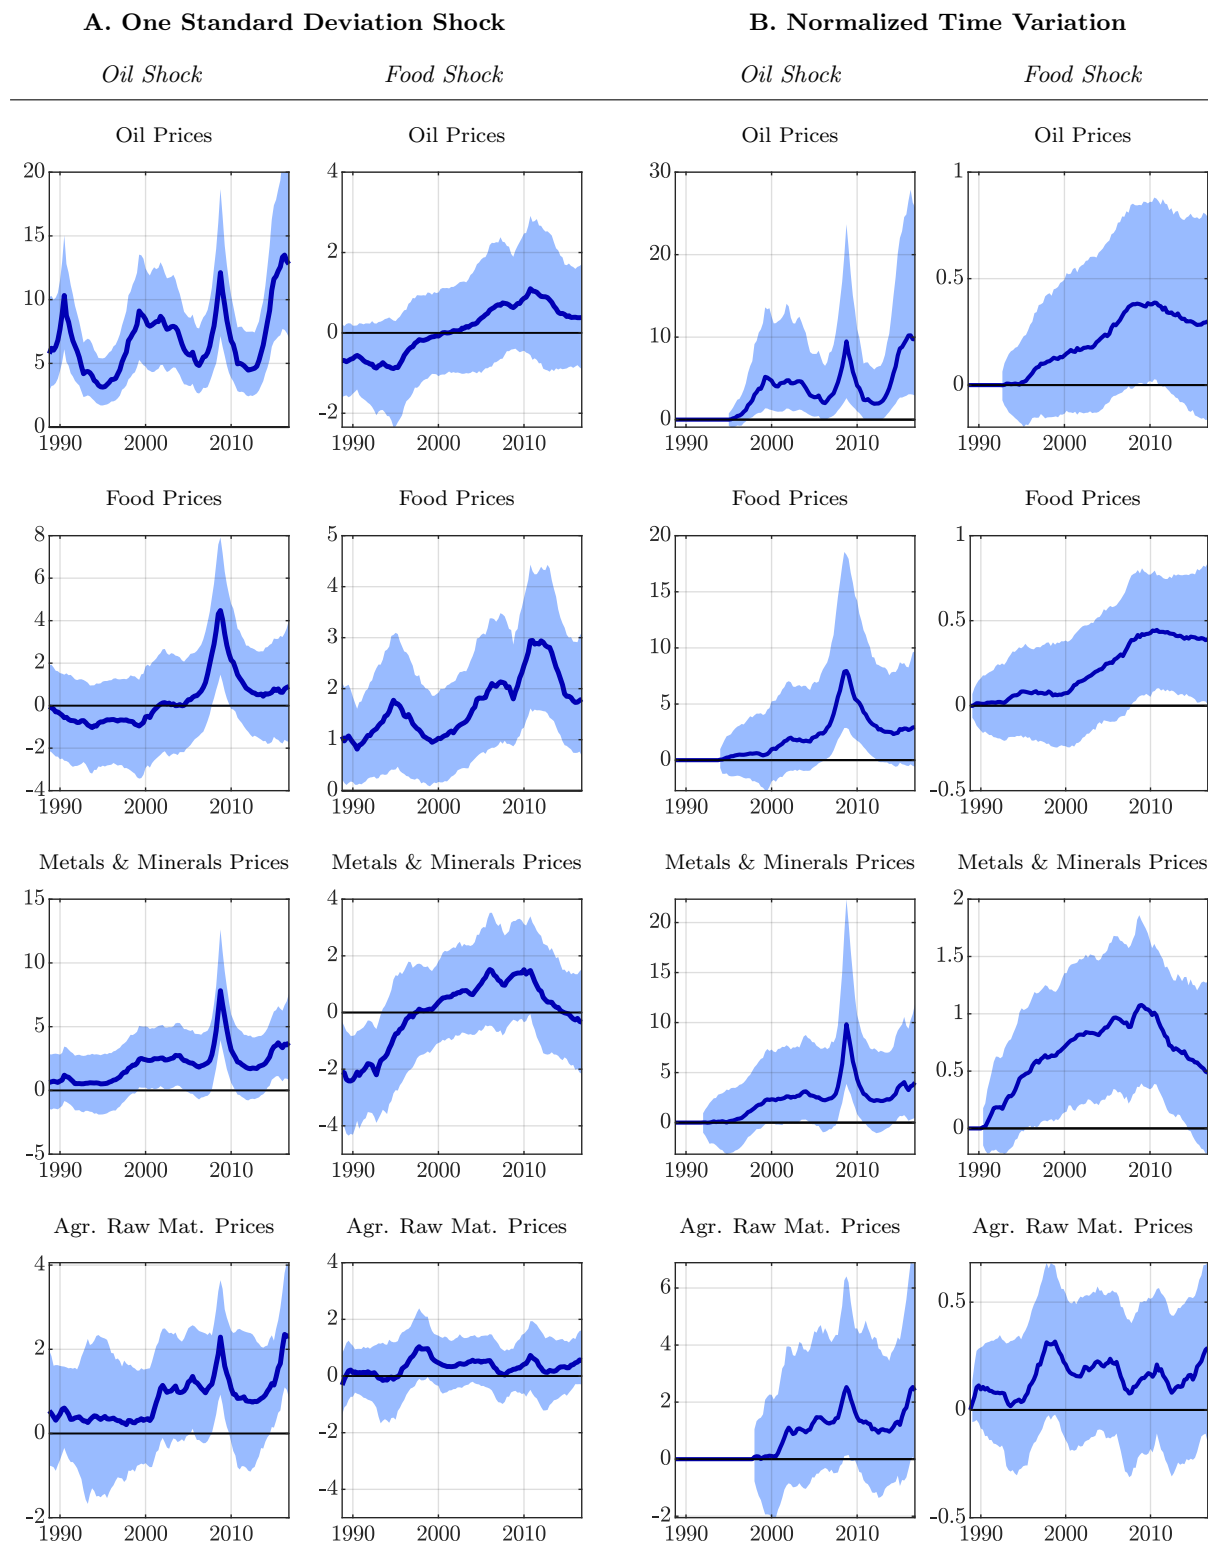 A. One Standard Deviation Shock B. Normalized Time Variation
Oil Shock Food Shock Oil Shock Food Shock
Oil Prices Oil Prices Oil Prices Oil Prices
20 4 30 1
15 2 20 0.5
10 0 10 0
5 -2 0
0
1990 2000 2010 1990 2000 2010 1990 2000 2010 1990 2000 2010
Food Prices Food Prices Food Prices Food Prices
8 5 20 1
6 4 15 0.5
4 3 10 0
2 2 5 -0.5
0 1 0
-2 0
-4
1990 2000 2010 1990 2000 2010 1990 2000 2010 1990 2000 2010
Metals & Minerals Prices Metals & Minerals Prices Metals & Minerals Prices Metals & Minerals Prices
15 4 20 2
10 2 15 1.5
5 0 10 1
0 -2 5 0.5
-5 -4 0 0
1990 2000 2010 1990 2000 2010 1990 2000 2010 1990 2000 2010
Agr. Raw Mat. Prices Agr. Raw Mat. Prices Agr. Raw Mat. Prices Agr. Raw Mat. Prices
4 4 6 0.5
2 2 4 0
0 0 2 -0.5
-2 -2 0
-4 -2
1990 2000 2010 1990 2000 2010 1990 2000 2010 1990 2000 2010